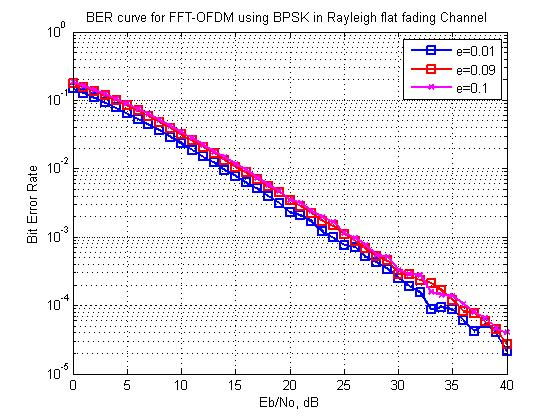 BER curve for FFT-OFDM using BPSK in Rayleigh flat fading Channel
10^0
10^-1
10^-2
10^-3
10^-4
10^-5
Bit Error Rate
e=0.01
e=0.09
e=0.1
0 5 10 15 20 25 30 35 40
Eb/No, dB